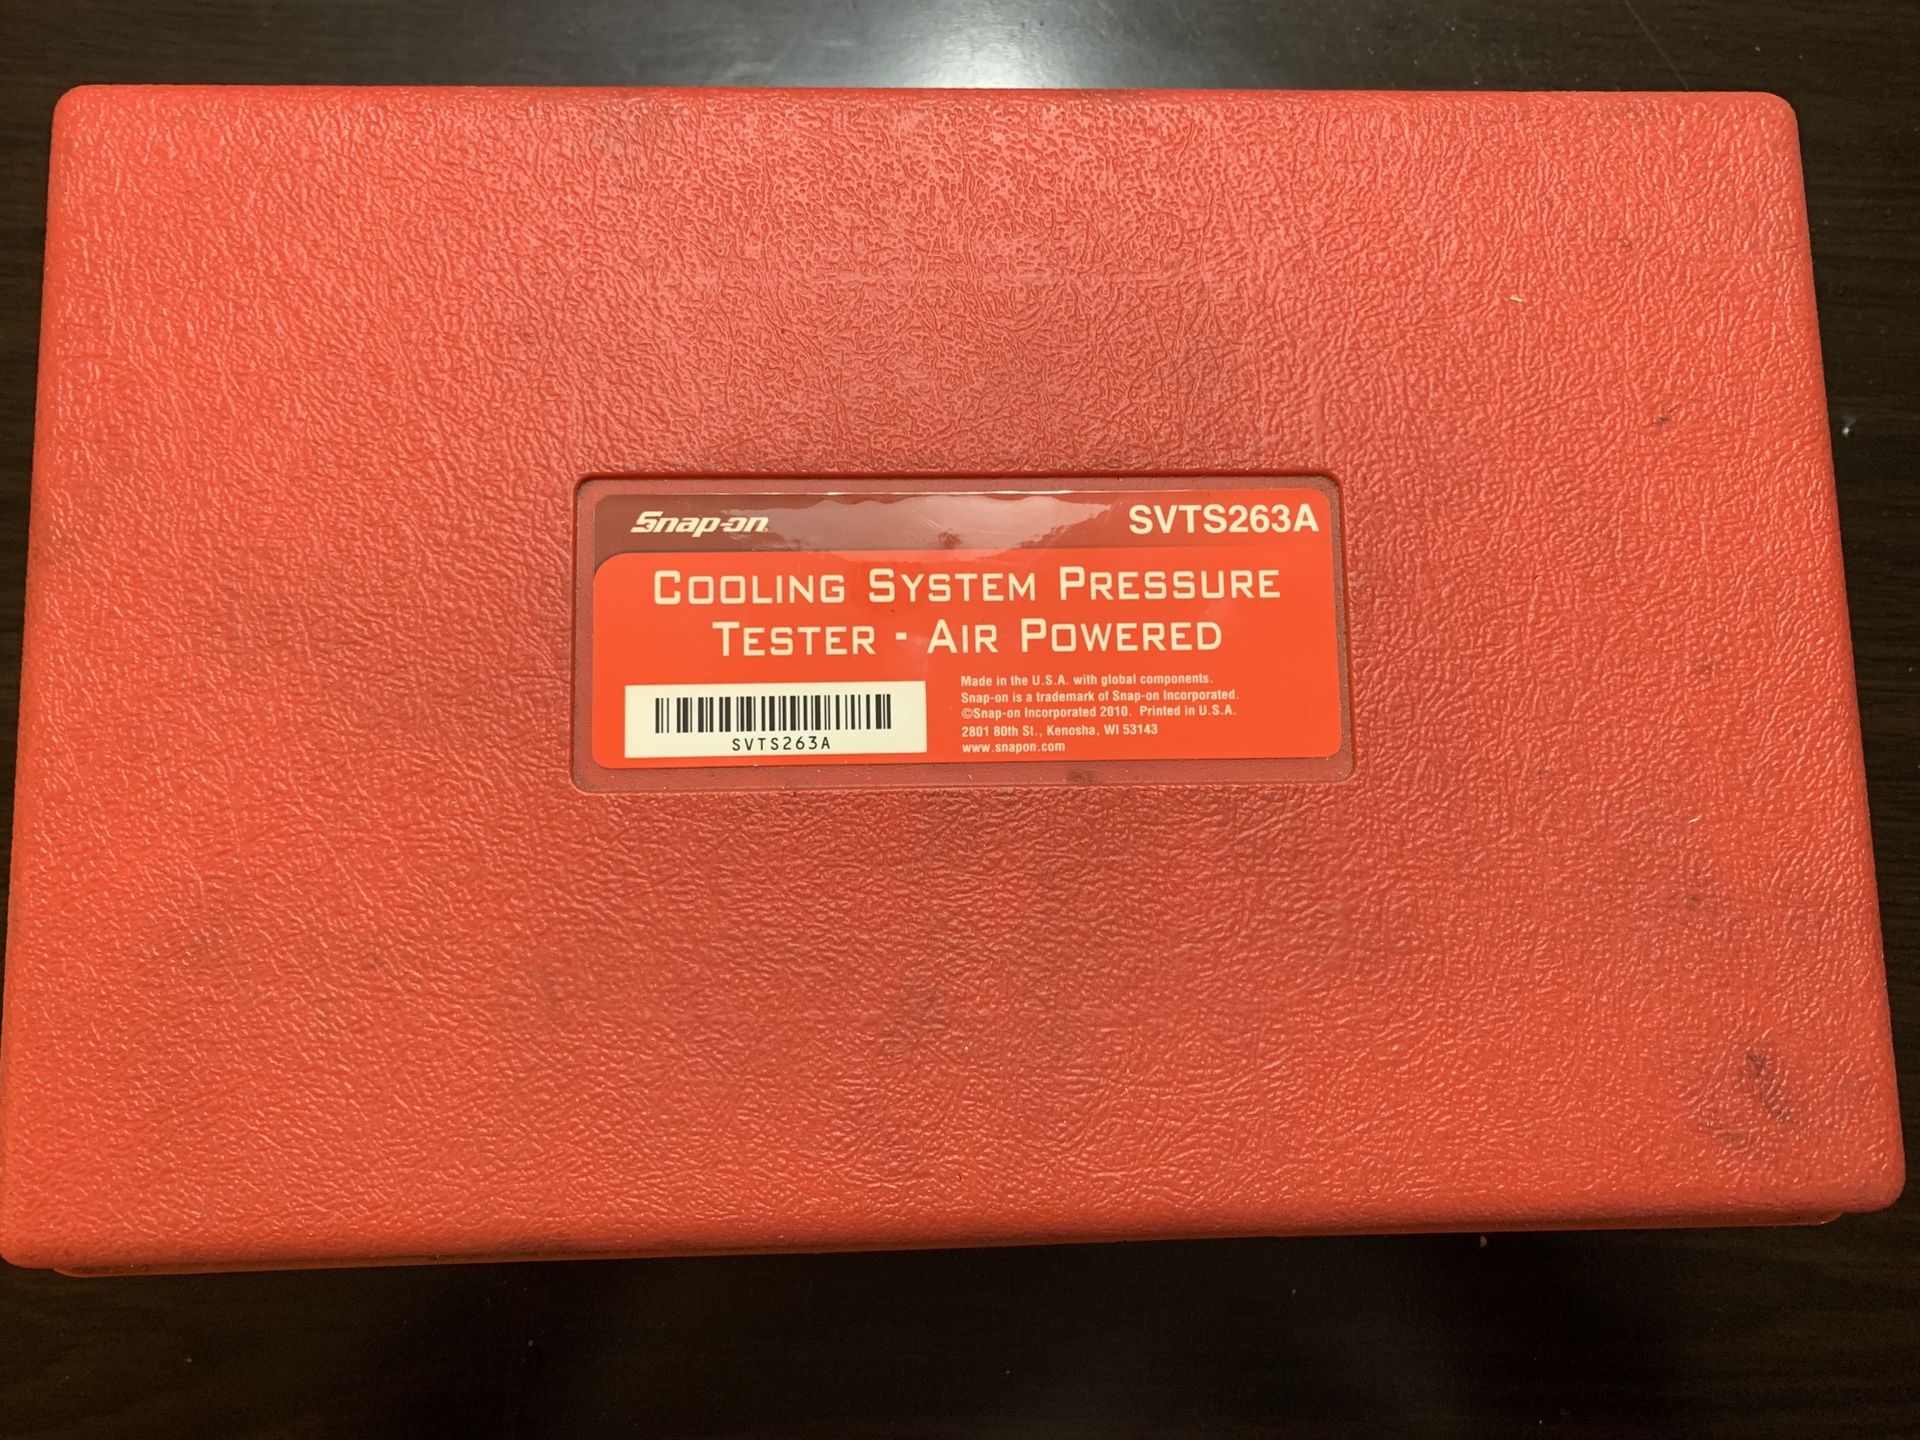 Snap-on
SVTS263A
COOLING SYSTEM PRESSURE
TESTER - AIR POWERED
SVTS263A
Made in the U.S.A. with global components.
Snap-on is a trademark of Snap-on Incorporated.
©Snap-on Incorporated 2010. Printed in U.S.A.
2801 80th St., Kenosha, WI 53143
www.snapon.com